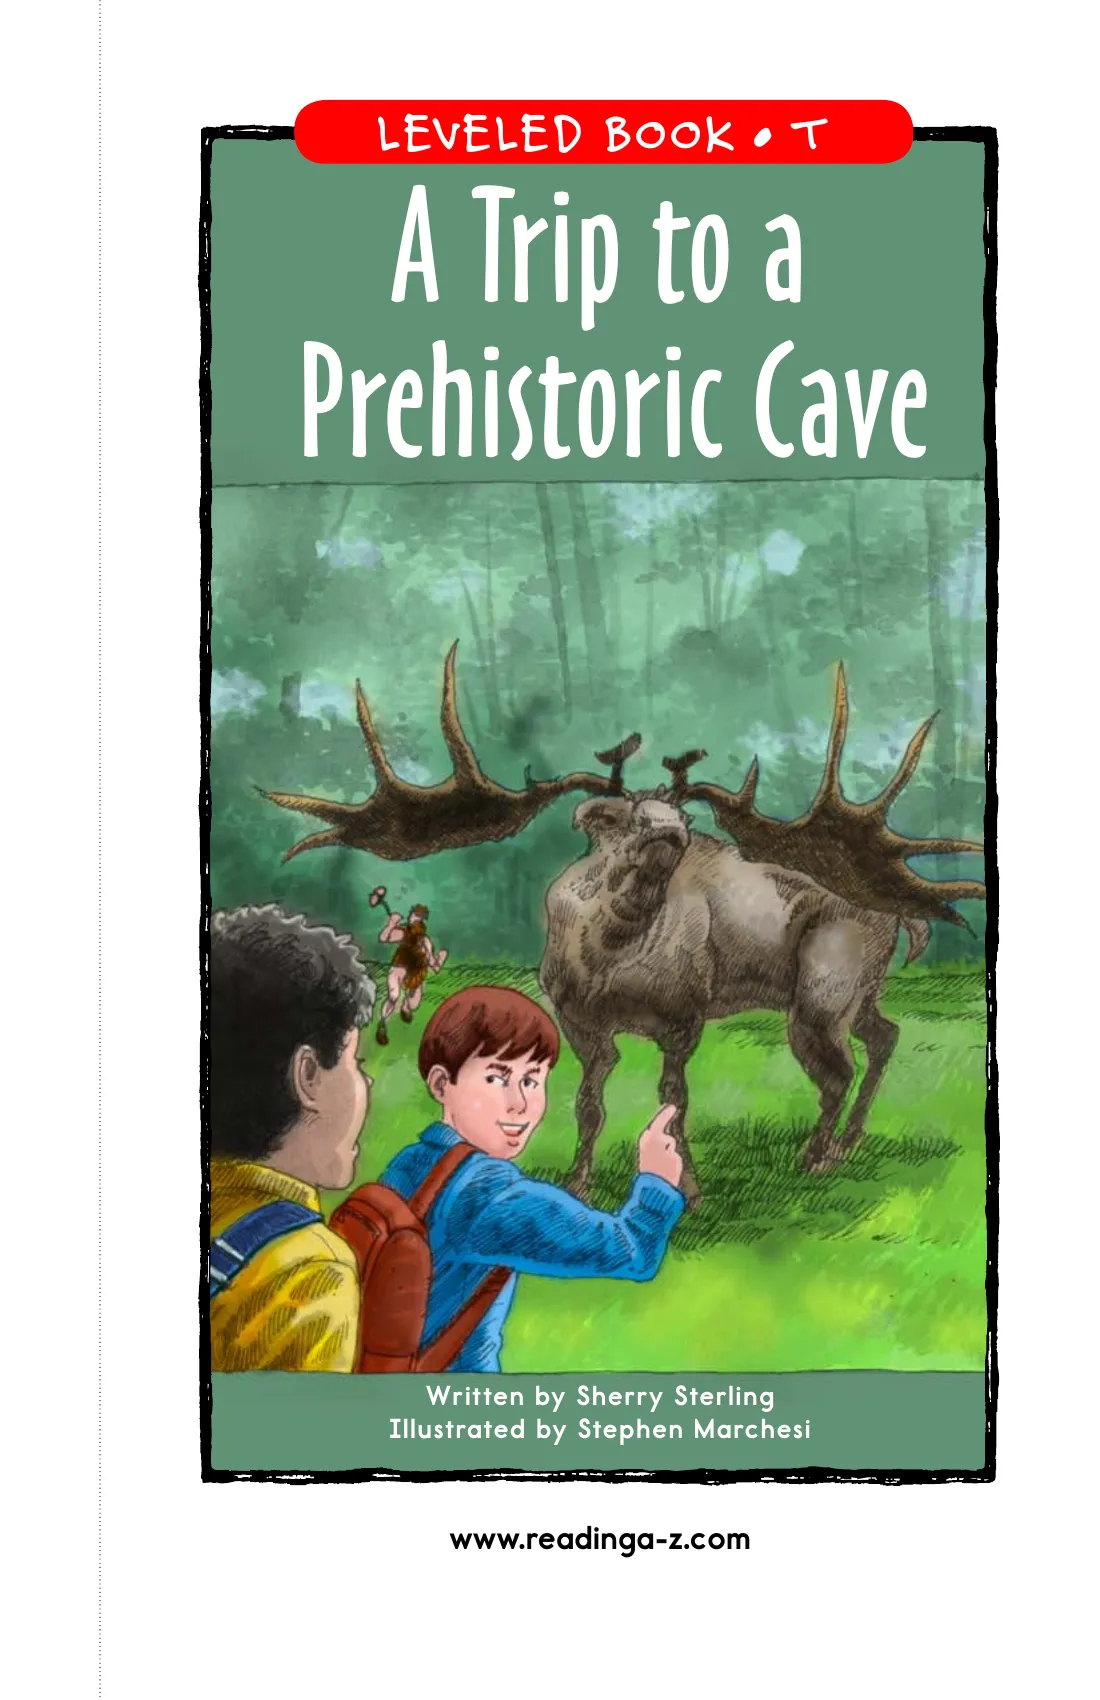 LEVELED BOOK • T
A Trip to a
Prehistoric Cave
Written by Sherry Sterling
Illustrated by Stephen Marchesi
www.readinga-z.com